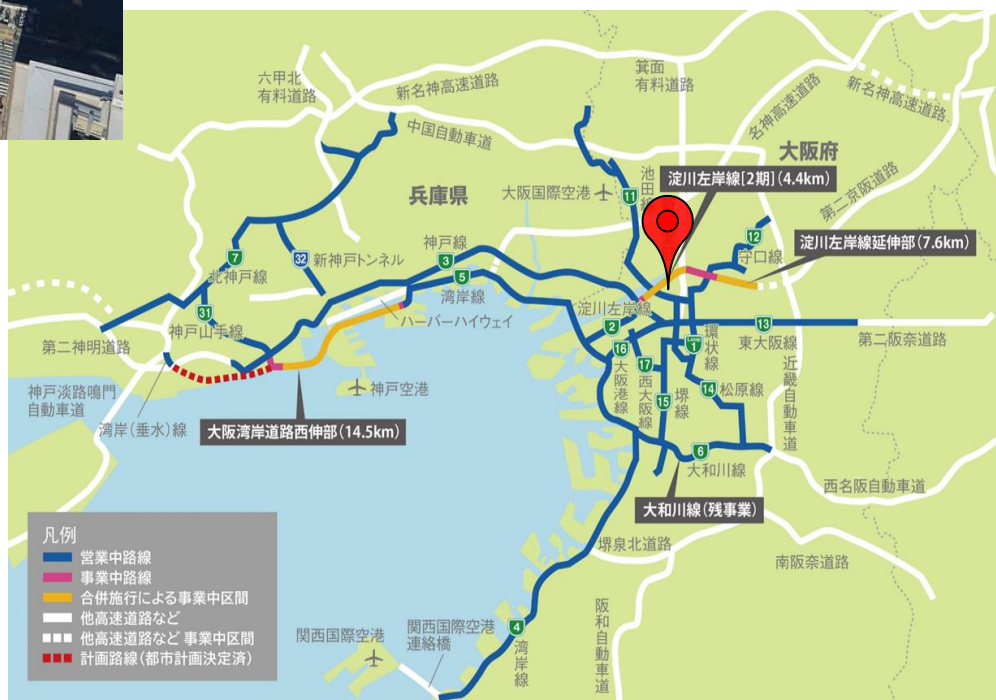 六甲北
有料道路
新名神高速道路
箕面
有料道路
名神高速道路
新名神高速道路
中国自動車道
大阪府
淀川左岸線[2期](4.4km)
兵庫県
大阪国際空港
池田線
11
第二京阪道路
12
守口線
淀川左岸線延伸部(7.6km)
7
北神戸線
32
新神戸トンネル
神戸線
3
5
湾岸線
31
神戸山手線
ハーバーハイウェイ
淀川左岸線
2
16
大阪港線
17
西大阪線
15
堺線
Loop
1
環状線
13
東大阪線
第二阪奈道路
14
松原線
近畿自動車道
第二神明道路
神戸淡路鳴門
自動車道
湾岸(垂水)線
神戸空港
大阪湾岸道路西伸部(14.5km)
6
大和川線
西名阪自動車道
大和川線(残事業)
堺泉北道路
南阪奈道路
阪和自動車道
関西国際空港
関西国際空港
連絡橋
4
湾岸線
凡例
営業中路線
事業中路線
合併施行による事業中区間
他高速道路など
他高速道路など 事業中区間
計画路線(都市計画決定済)